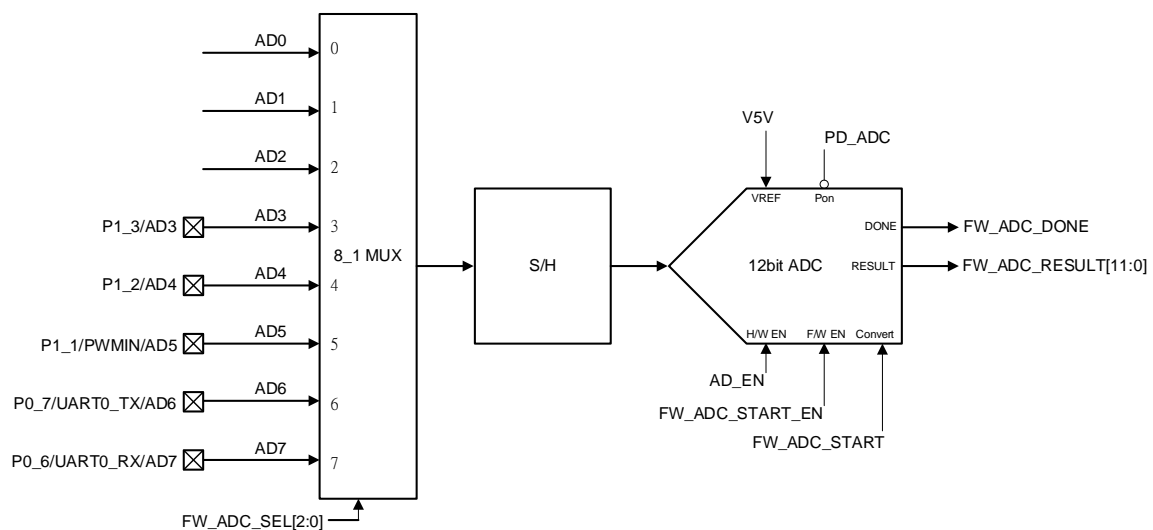 AD0
0
AD1
1
AD2
2
P1_3/AD3
AD3
3
8_1 MUX
P1_2/AD4
AD4
4
P1_1/PWMIN/AD5
AD5
5
P0_7/UART0_TX/AD6
AD6
6
P0_6/UART0_RX/AD7
AD7
7
FW_ADC_SEL[2:0]
S/H
V5V
PD_ADC
VREF
Pon
DONE
FW_ADC_DONE
12bit ADC
RESULT
FW_ADC_RESULT[11:0]
H/W EN
F/W EN
Convert
AD_EN
FW_ADC_START_EN
FW_ADC_START